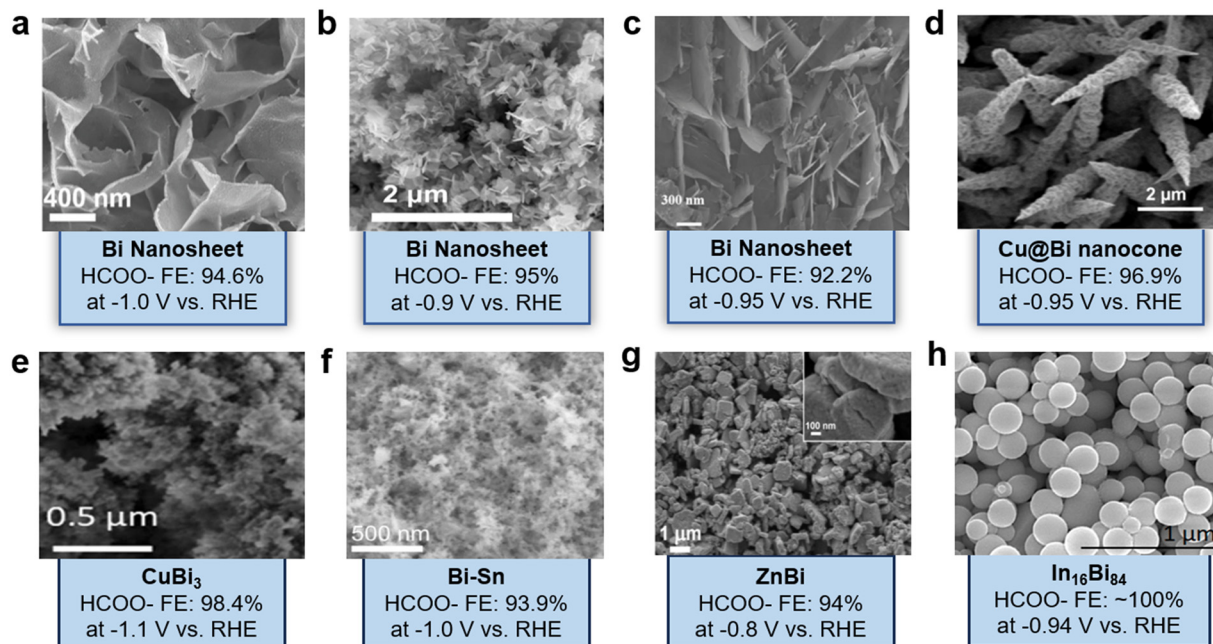 a
400 nm
Bi Nanosheet
HCOO- FE: 94.6%
at -1.0 V vs. RHE
b
2 µm
Bi Nanosheet
HCOO- FE: 95%
at -0.9 V vs. RHE
c
300 nm
Bi Nanosheet
HCOO- FE: 92.2%
at -0.95 V vs. RHE
d
2 µm
Cu@Bi nanocone
HCOO- FE: 96.9%
at -0.95 V vs. RHE
e
0.5 µm
CuBi₃
HCOO- FE: 98.4%
at -1.1 V vs. RHE
f
500 nm
Bi-Sn
HCOO- FE: 93.9%
at -1.0 V vs. RHE
g
100 nm
1 µm
ZnBi
HCOO- FE: 94%
at -0.8 V vs. RHE
h
1 µm
In₁₆Bi₈₄
HCOO- FE: ~100%
at -0.94 V vs. RHE